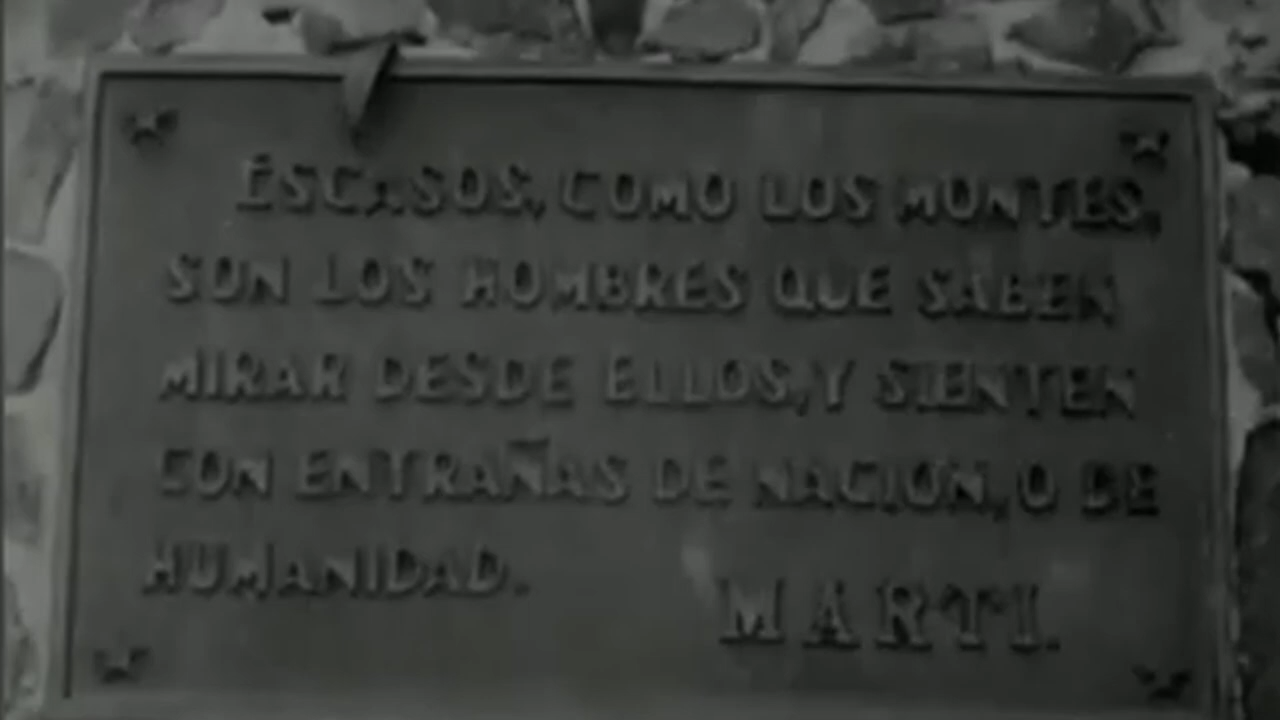 ESCASOS, COMO LOS MONTES,
SON LOS HOMBRES QUE SABEN
MIRAR DESDE ELLOS, Y SIENTEN
CON ENTRAÑAS DE NACIÓN, O DE
HUMANIDAD.
MARTI.